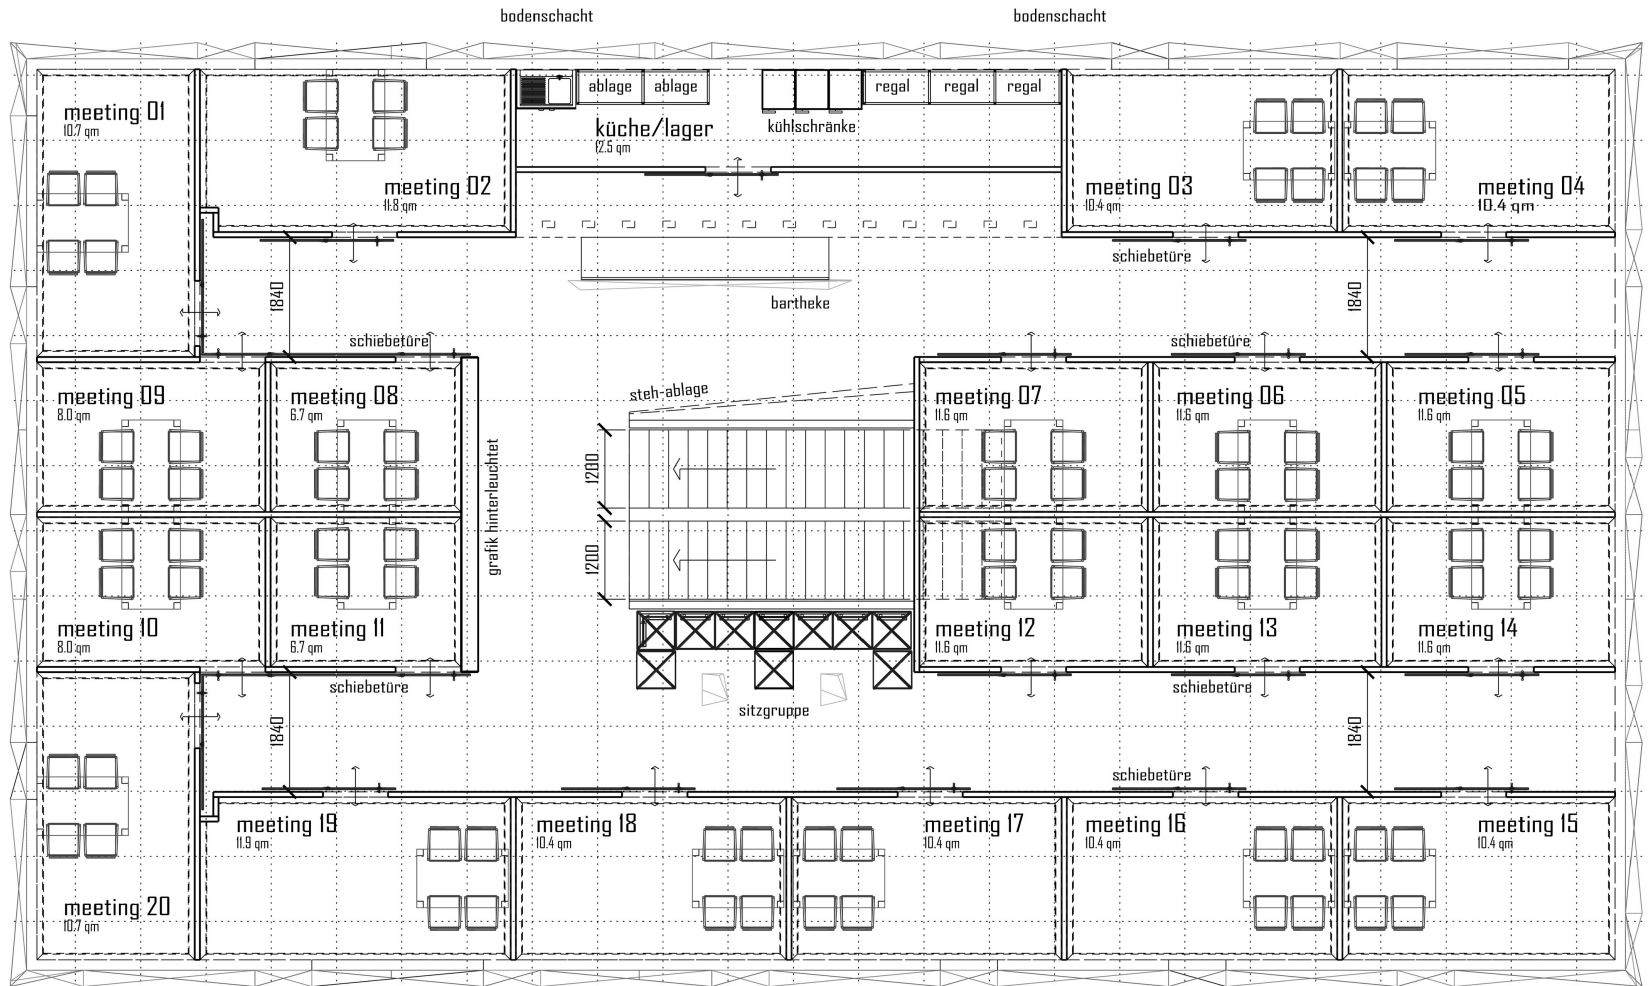 bodenschacht
bodenschacht
meeting 01
10.7 qm
meeting 02
11.8 qm
ablage
ablage
küche/lager
12.5 qm
kühlschränke
regal
regal
regal
meeting 03
10.4 qm
meeting 04
10.4 qm
schiebetüre
bartheke
1840
1840
schiebetüre
schiebetüre
meeting 09
8.0 qm
meeting 08
6.7 qm
steh-ablage
meeting 07
11.6 qm
meeting 06
11.6 qm
meeting 05
11.6 qm
grafik hinterleuchtet
1200
1200
meeting 10
8.0 qm
meeting 11
6.7 qm
meeting 12
11.6 qm
meeting 13
11.6 qm
meeting 14
11.6 qm
schiebetüre
schiebetüre
sitzgruppe
1840
1840
schiebetüre
meeting 19
11.9 qm
meeting 18
10.4 qm
meeting 17
10.4 qm
meeting 16
10.4 qm
meeting 15
10.4 qm
meeting 20
10.7 qm